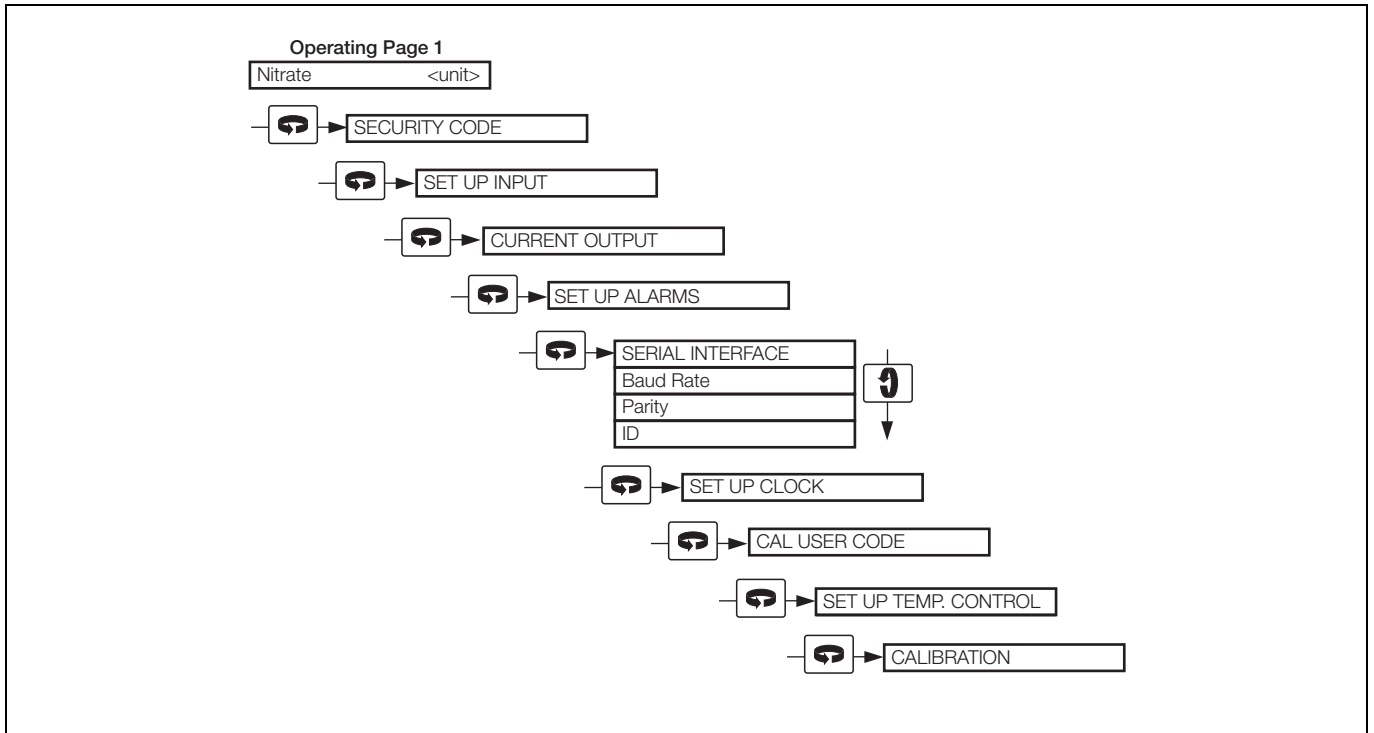 Operating Page 1
Nitrate <unit>
SECURITY CODE
SET UP INPUT
CURRENT OUTPUT
SET UP ALARMS
SERIAL INTERFACE
Baud Rate
Parity
ID
SET UP CLOCK
CAL USER CODE
SET UP TEMP. CONTROL
CALIBRATION